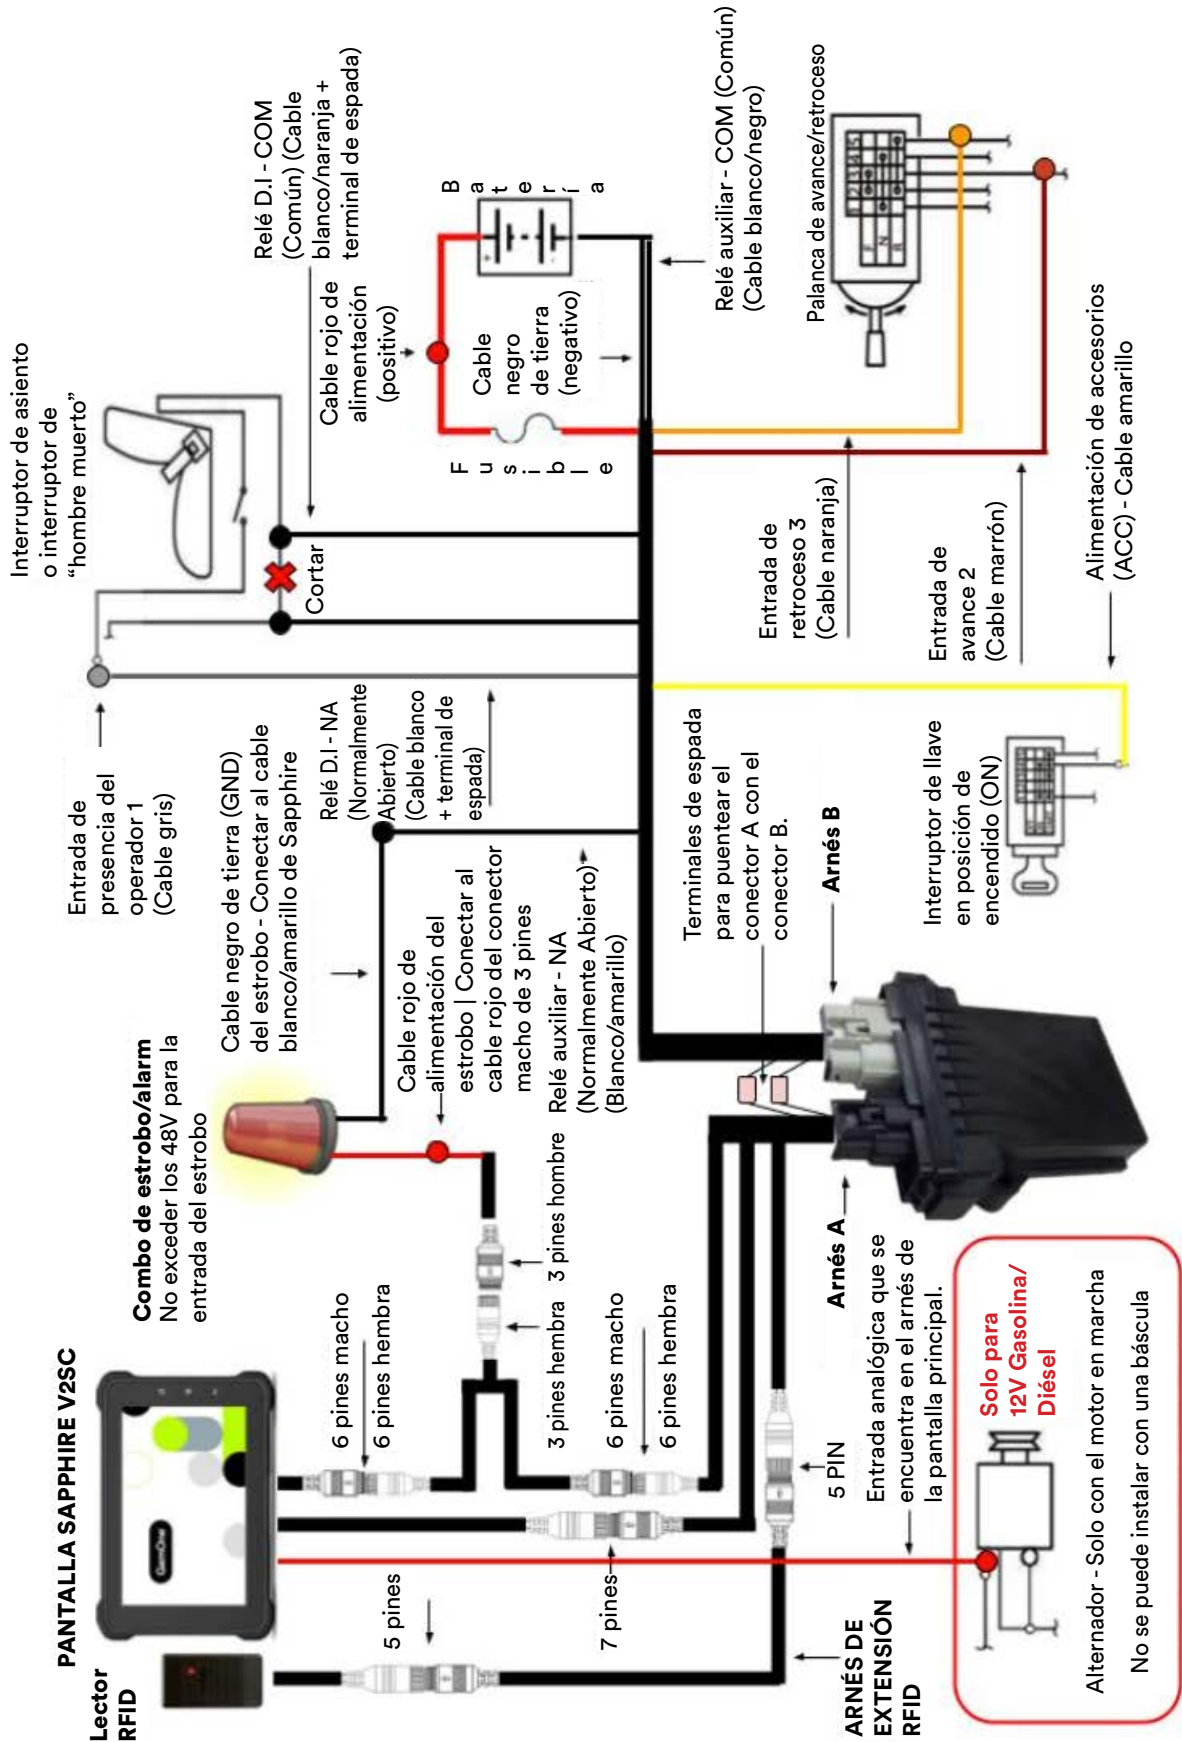 PANTALLA SAPPHIRE V2SC
Lector
RFID
GemOne
Combo de estrobo/alarm
No exceder los 48V para la
entrada del estrobo
Cable negro de tierra (GND)
del estrobo - Conectar al cable
blanco/amarillo de Sapphire
Entrada de
presencia del
operador 1
(Cable gris)
Interruptor de asiento
o interruptor de
“hombre muerto”
Relé D.I - COM
(Común) (Cable
blanco/naranja +
terminal de espada)
Cortar
Cable rojo de
alimentación
(positivo)
Batería
+
-
Cable
negro
de tierra
(negativo)
Fusible
Relé D.I - NA
(Normalmente
Abierto)
(Cable blanco
+ terminal de
espada)
Cable rojo de
alimentación del
estrobo | Conectar al
cable rojo del conector
macho de 3 pines
Relé auxiliar - NA
(Normalmente Abierto)
(Blanco/amarillo)
6 pines macho
6 pines hembra
3 pines hembra
3 pines hombre
6 pines macho
6 pines hembra
5 pines
7 pines
5 PIN
Terminales de espada
para puentear el
conector A con el
conector B.
Relé auxiliar - COM (Común)
(Cable blanco/negro)
Palanca de avance/retroceso
1 2 3 4 5
F
N
R
Entrada de
retroceso 3
(Cable naranja)
Entrada de
avance 2
(Cable marrón)
Alimentación de accesorios
(ACC) - Cable amarillo
Interruptor de llave
en posición de
encendido (ON)
Arnés B
Arnés A
Entrada analógica que se
encuentra en el arnés de
la pantalla principal.
ARNÉS DE
EXTENSIÓN
RFID
Solo para
12V Gasolina/
Diésel
Alternador - Solo con el motor en marcha
No se puede instalar con una báscula